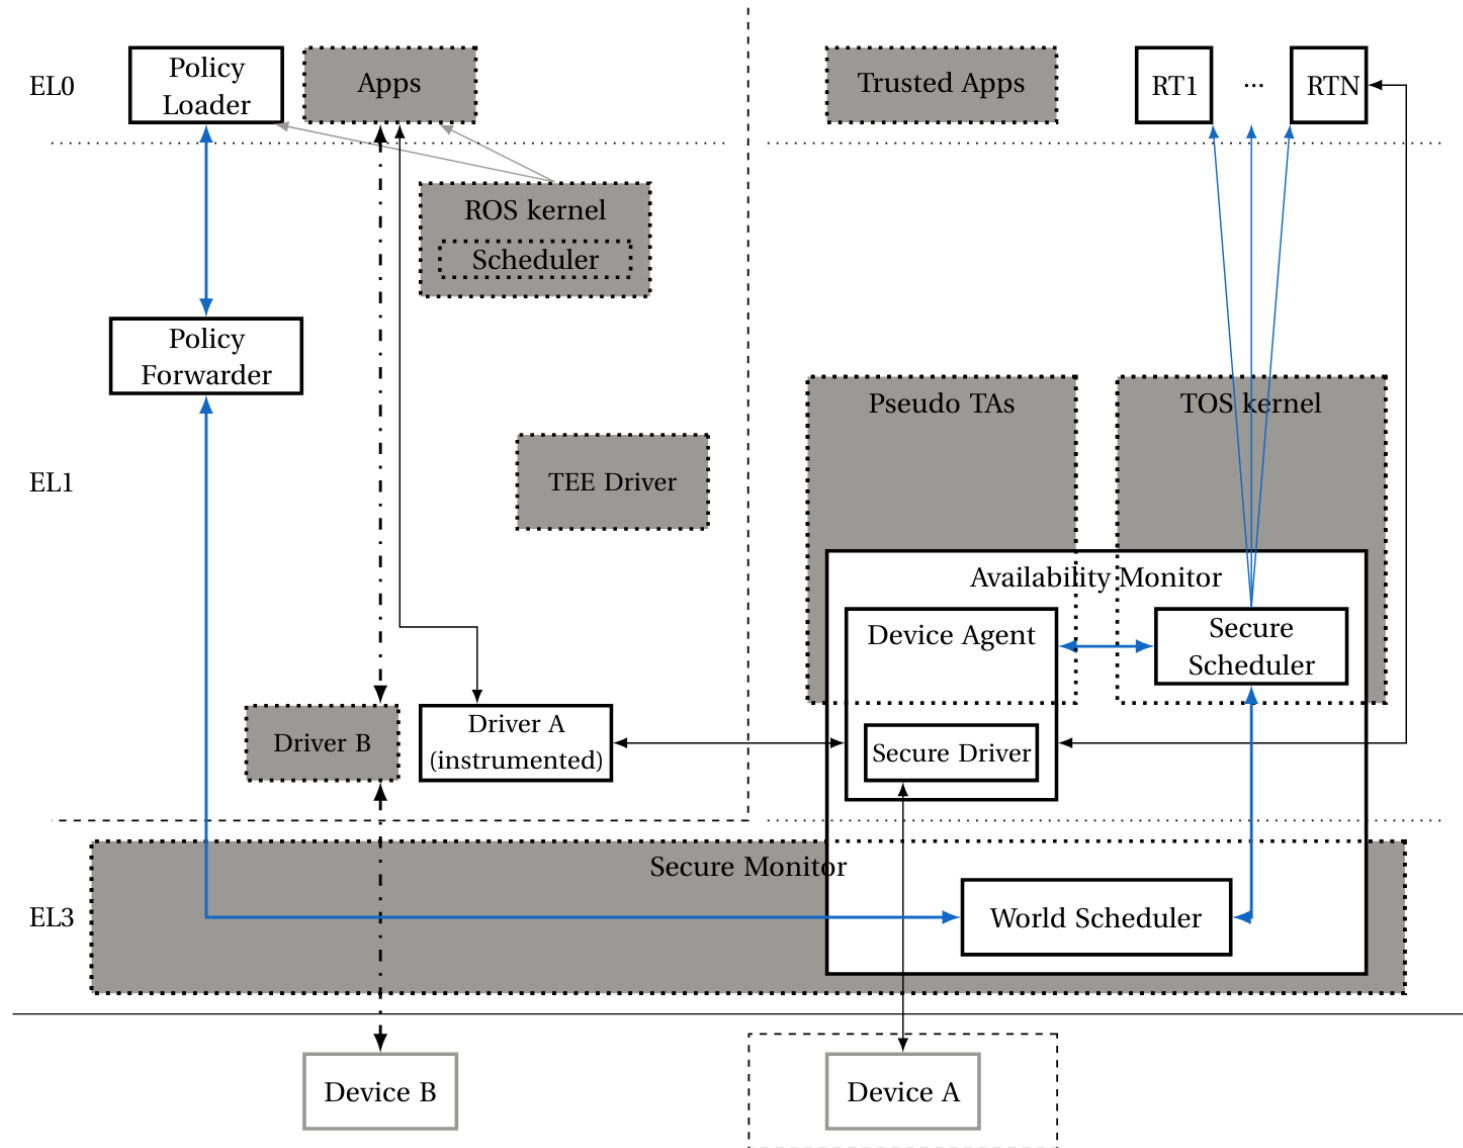 EL0
Policy
Loader
Apps
Trusted Apps
RT1
...
RTN
ROS kernel
Scheduler
Policy
Forwarder
Pseudo TAs
TOS kernel
EL1
TEE Driver
Availability Monitor
Device Agent
Secure
Scheduler
Driver B
Driver A
(instrumented)
Secure Driver
Secure Monitor
EL3
World Scheduler
Device B
Device A